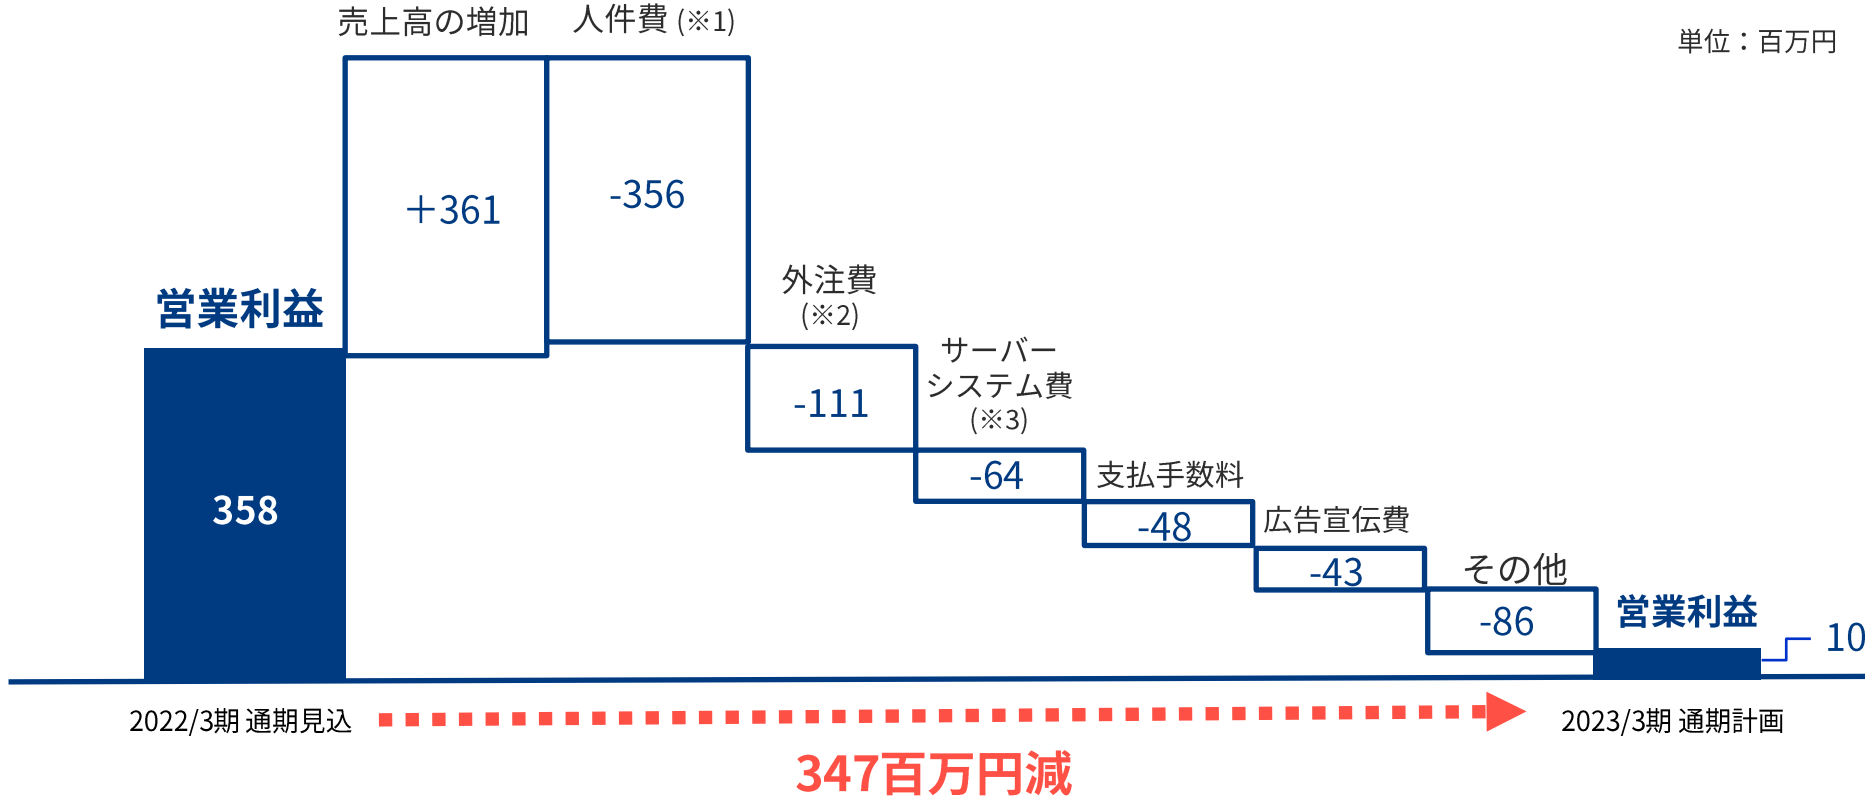 売上高の増加
人件費 (※1)
単位：百万円
＋361
-356
外注費
(※2)
営業利益
サーバー
システム費
(※3)
-111
358
-64
支払手数料
-48
広告宣伝費
-43
その他
-86
営業利益
10
2022/3期 通期見込
2023/3期 通期計画
347百万円減